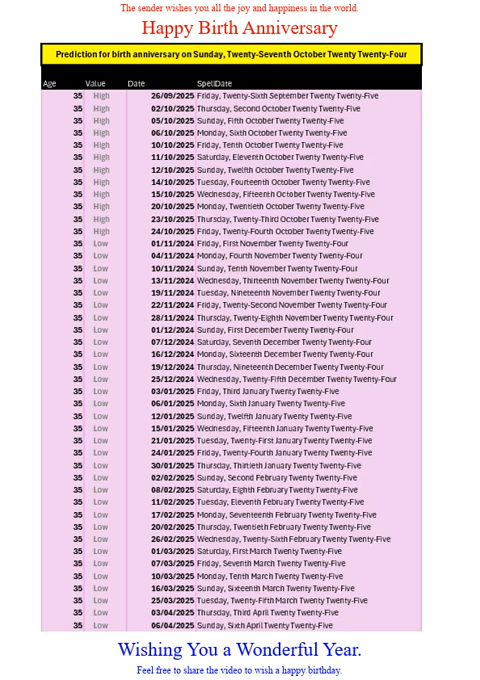 The sender wishes you all the joy and happiness in the world.
Happy Birth Anniversary
Prediction for birth anniversary on Sunday, Twenty-Seventh October Twenty Twenty-Four
Age Value Date SpellDate
35 High 26/09/2025 Friday, Twenty-Sixth September Twenty Twenty-Five
35 High 02/10/2025 Thursday, Second October Twenty Twenty-Five
35 High 05/10/2025 Sunday, Fifth October Twenty Twenty-Five
35 High 06/10/2025 Monday, Sixth October Twenty Twenty-Five
35 High 10/10/2025 Friday, Tenth October Twenty Twenty-Five
35 High 11/10/2025 Saturday, Eleventh October Twenty Twenty-Five
35 High 12/10/2025 Sunday, Twelfth October Twenty Twenty-Five
35 High 14/10/2025 Tuesday, Fourteenth October Twenty Twenty-Five
35 High 15/10/2025 Wednesday, Fifteenth October Twenty Twenty-Five
35 High 20/10/2025 Monday, Twentieth October Twenty Twenty-Five
35 High 23/10/2025 Thursday, Twenty-Third October Twenty Twenty-Five
35 High 24/10/2025 Friday, Twenty-Fourth October Twenty Twenty-Five
35 Low 01/11/2024 Friday, First November Twenty Twenty-Four
35 Low 04/11/2024 Monday, Fourth November Twenty Twenty-Four
35 Low 10/11/2024 Sunday, Tenth November Twenty Twenty-Four
35 Low 13/11/2024 Wednesday, Thirteenth November Twenty Twenty-Four
35 Low 19/11/2024 Tuesday, Nineteenth November Twenty Twenty-Four
35 Low 22/11/2024 Friday, Twenty-Second November Twenty Twenty-Four
35 Low 28/11/2024 Thursday, Twenty-Eighth November Twenty Twenty-Four
35 Low 01/12/2024 Sunday, First December Twenty Twenty-Four
35 Low 07/12/2024 Saturday, Seventh December Twenty Twenty-Four
35 Low 16/12/2024 Monday, Sixteenth December Twenty Twenty-Four
35 Low 19/12/2024 Thursday, Nineteenth December Twenty Twenty-Four
35 Low 25/12/2024 Wednesday, Twenty-Fifth December Twenty Twenty-Four
35 Low 03/01/2025 Friday, Third January Twenty Twenty-Five
35 Low 06/01/2025 Monday, Sixth January Twenty Twenty-Five
35 Low 12/01/2025 Sunday, Twelfth January Twenty Twenty-Five
35 Low 15/01/2025 Wednesday, Fifteenth January Twenty Twenty-Five
35 Low 21/01/2025 Tuesday, Twenty-First January Twenty Twenty-Five
35 Low 24/01/2025 Friday, Twenty-Fourth January Twenty Twenty-Five
35 Low 30/01/2025 Thursday, Thirtieth January Twenty Twenty-Five
35 Low 02/02/2025 Sunday, Second February Twenty Twenty-Five
35 Low 08/02/2025 Saturday, Eighth February Twenty Twenty-Five
35 Low 11/02/2025 Tuesday, Eleventh February Twenty Twenty-Five
35 Low 17/02/2025 Monday, Seventeenth February Twenty Twenty-Five
35 Low 20/02/2025 Thursday, Twentieth February Twenty Twenty-Five
35 Low 26/02/2025 Wednesday, Twenty-Sixth February Twenty Twenty-Five
35 Low 01/03/2025 Saturday, First March Twenty Twenty-Five
35 Low 07/03/2025 Friday, Seventh March Twenty Twenty-Five
35 Low 10/03/2025 Monday, Tenth March Twenty Twenty-Five
35 Low 16/03/2025 Sunday, Sixteenth March Twenty Twenty-Five
35 Low 25/03/2025 Tuesday, Twenty-Fifth March Twenty Twenty-Five
35 Low 03/04/2025 Thursday, Third April Twenty Twenty-Five
35 Low 06/04/2025 Sunday, Sixth April Twenty Twenty-Five
Wishing You a Wonderful Year.
Feel free to share the video to wish a happy birthday.